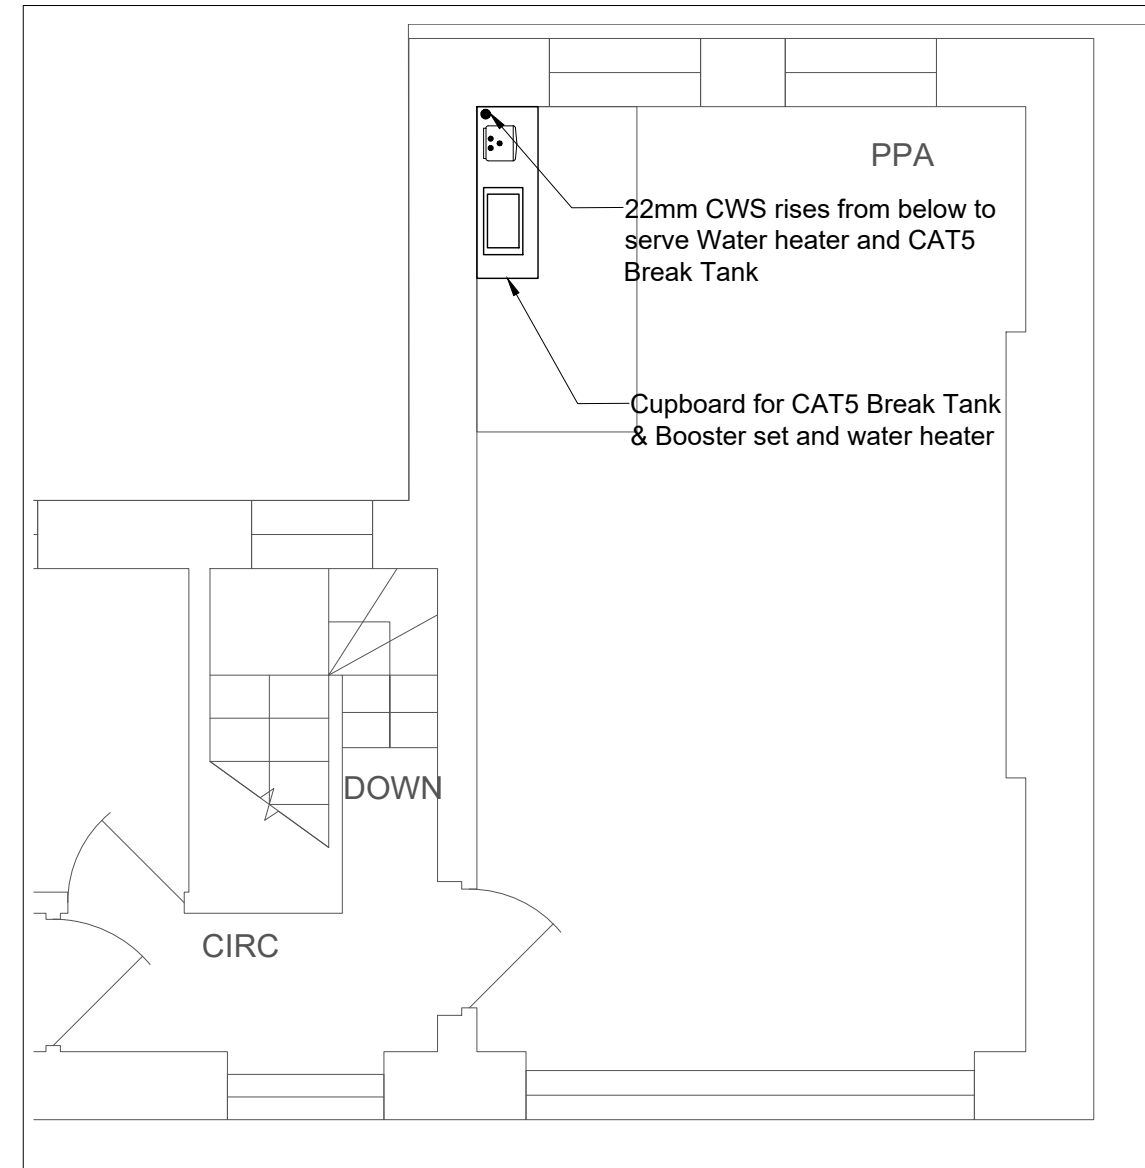 PPA
22mm CWS rises from below to
serve Water heater and CAT5
Break Tank
Cupboard for CAT5 Break Tank
& Booster set and water heater
DOWN
CIRC